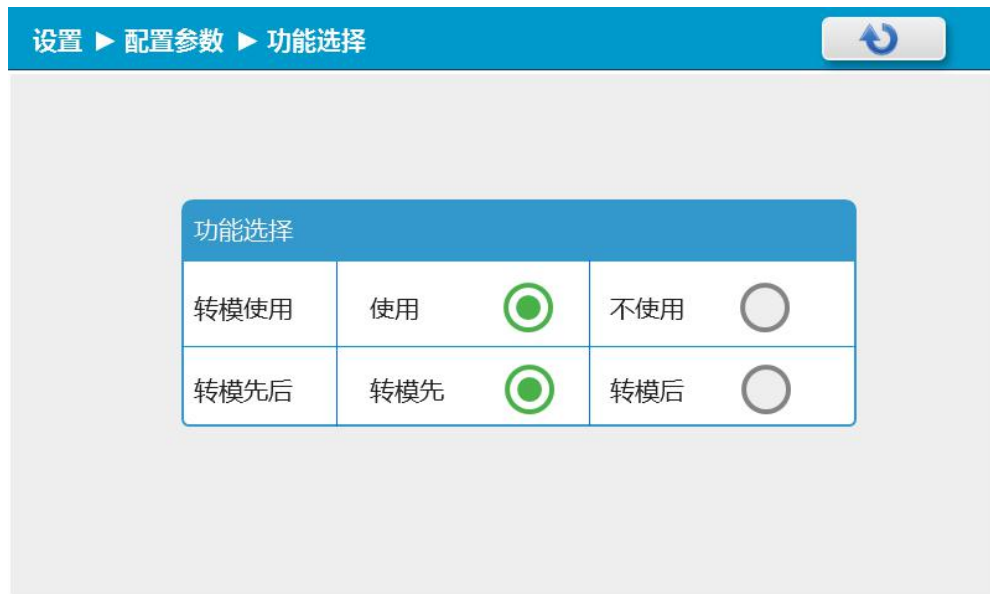 设置 ▶ 配置参数 ▶ 功能选择
功能选择
转模使用 使用 不使用
转模先后 转模先 转模后